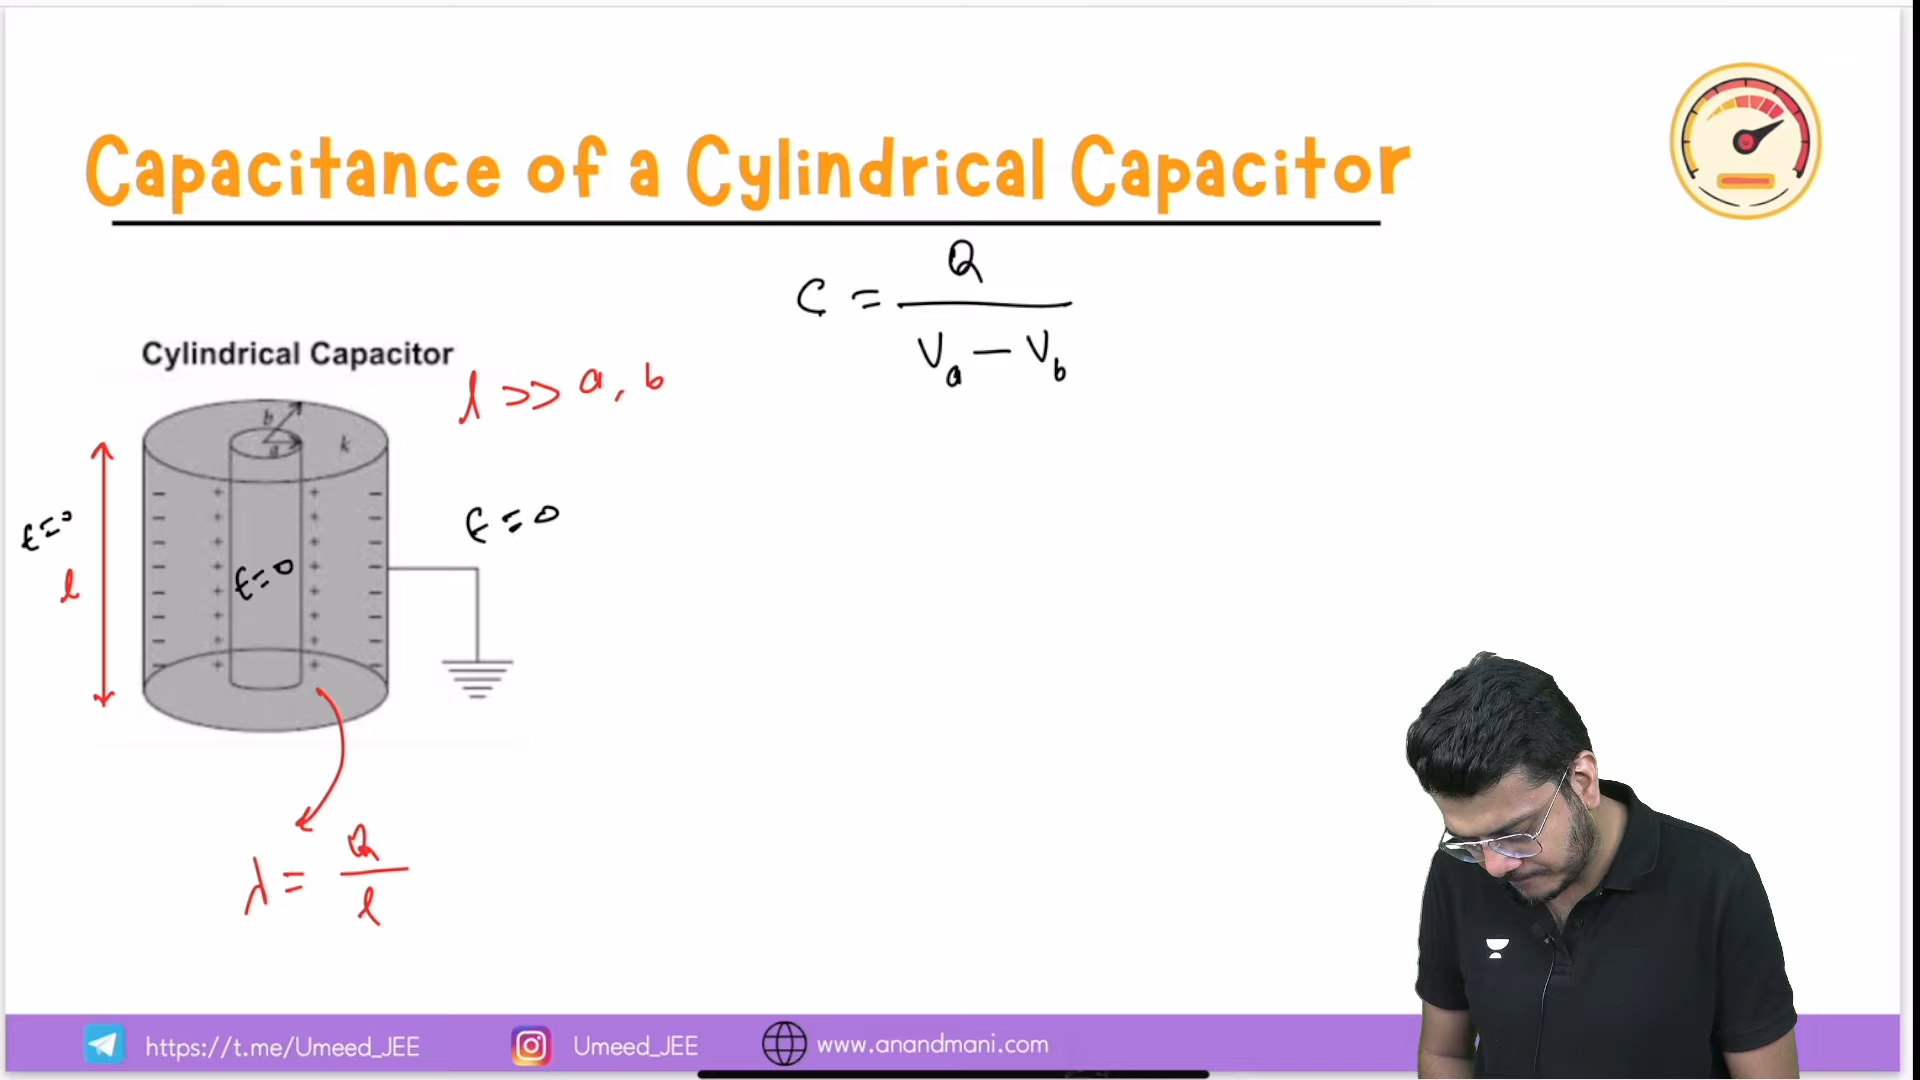 Capacitance of a Cylindrical Capacitor
C = Q / (Va − Vb)
Cylindrical Capacitor
l >> a, b
b
a
k
E=0
E=0
E=0
l
λ = Q / l
https://t.me/Umeed_JEE
Umeed_JEE
www.anandmani.com